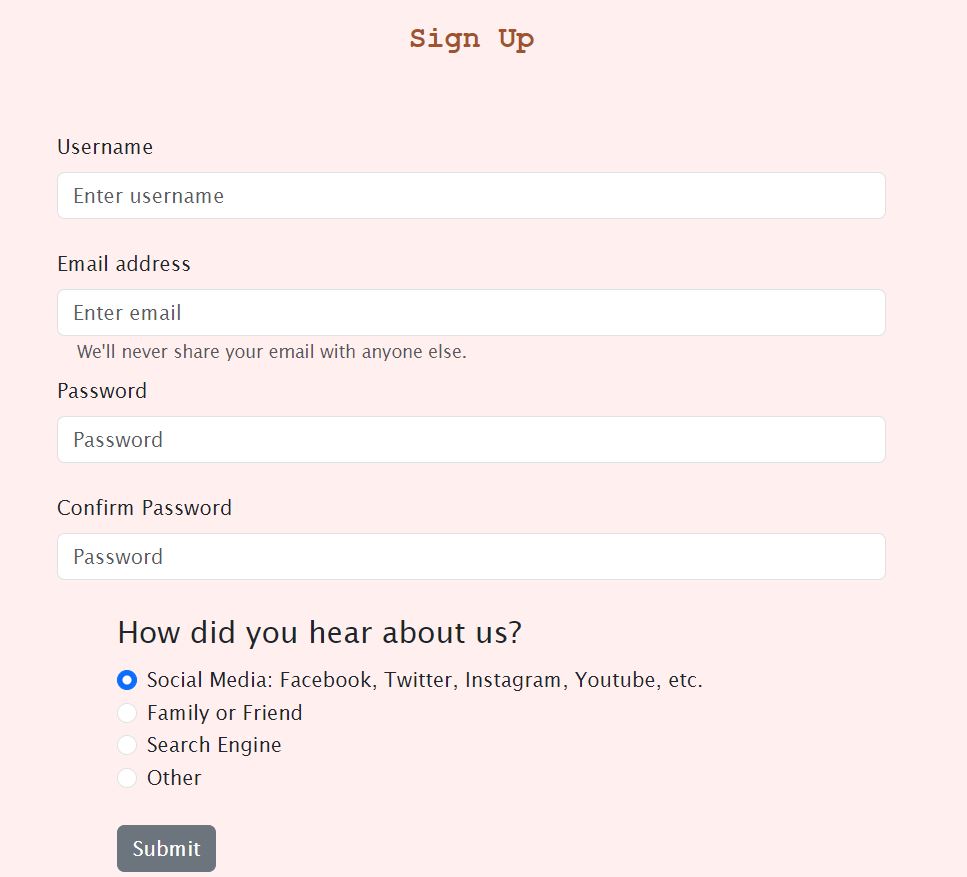 Sign Up
Username
Enter username
Email address
Enter email
We'll never share your email with anyone else.
Password
Password
Confirm Password
Password
How did you hear about us?
Social Media: Facebook, Twitter, Instagram, Youtube, etc.
Family or Friend
Search Engine
Other
Submit